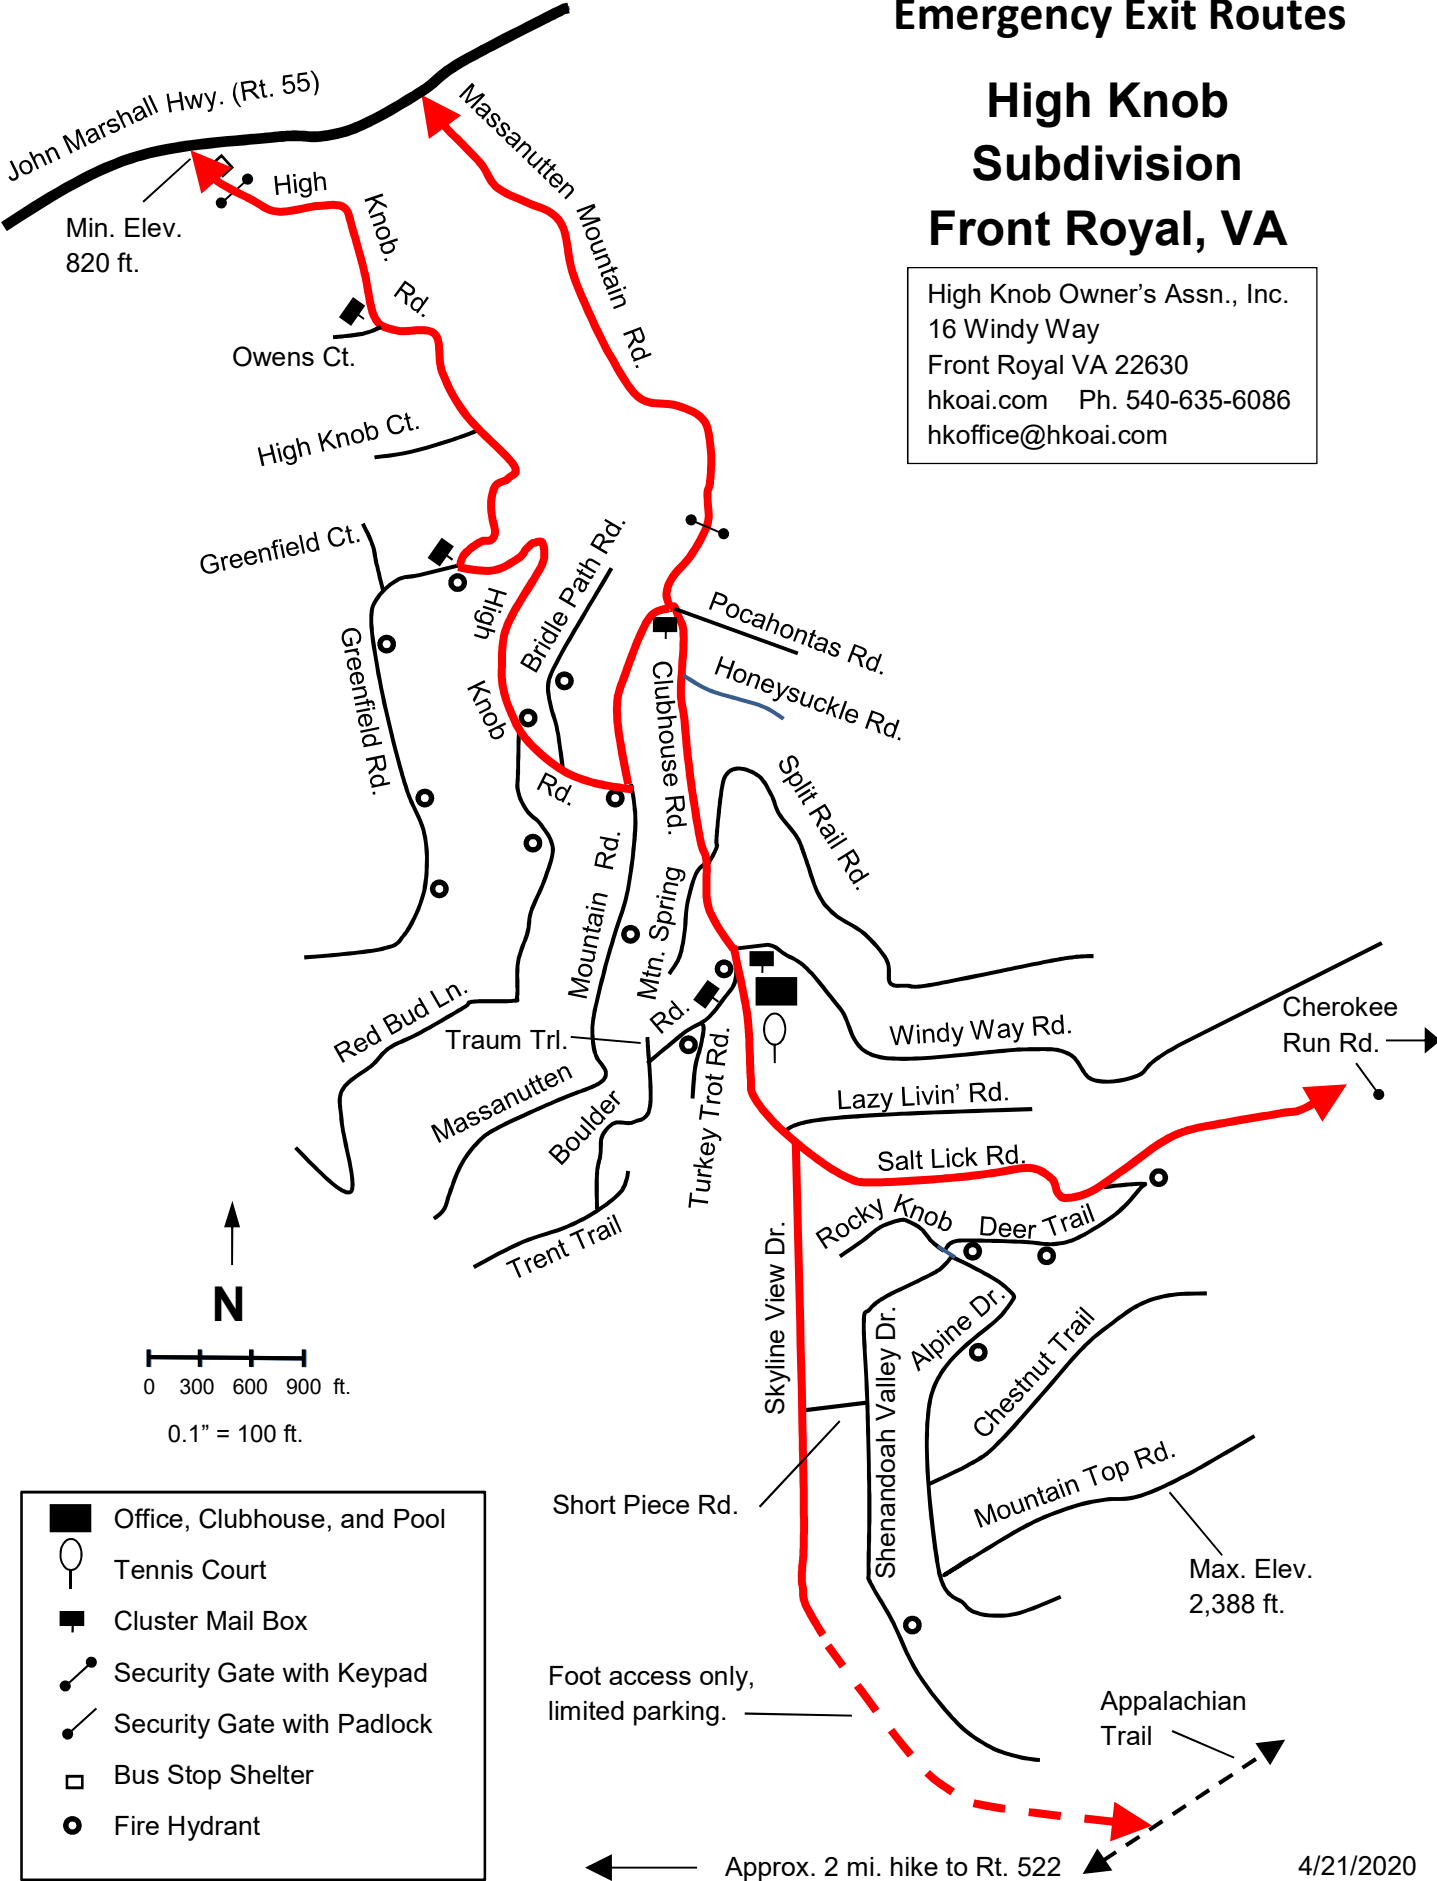 Emergency Exit Routes
High Knob
Subdivision
Front Royal, VA
High Knob Owner's Assn., Inc.
16 Windy Way
Front Royal VA 22630
hkoai.com    Ph. 540-635-6086
hkoffice@hkoai.com
John Marshall Hwy. (Rt. 55)
Massanutten Mountain Rd.
High Knob. Rd.
Min. Elev.
820 ft.
Owens Ct.
High Knob Ct.
Greenfield Ct.
Greenfield Rd.
High Knob Rd.
Bridle Path Rd.
Pocahontas Rd.
Honeysuckle Rd.
Clubhouse Rd.
Split Rail Rd.
Mountain Rd.
Mtn. Spring
Red Bud Ln.
Traum Trl.
Massanutten
Boulder Rd.
Turkey Trot Rd.
Trent Trail
Windy Way Rd.
Cherokee
Run Rd.
Lazy Livin' Rd.
Salt Lick Rd.
Rocky Knob
Deer Trail
Skyline View Dr.
Shenandoah Valley Dr.
Alpine Dr.
Chestnut Trail
Mountain Top Rd.
Short Piece Rd.
Max. Elev.
2,388 ft.
N
0 300 600 900 ft.
0.1” = 100 ft.
Office, Clubhouse, and Pool
Tennis Court
Cluster Mail Box
Security Gate with Keypad
Security Gate with Padlock
Bus Stop Shelter
Fire Hydrant
Foot access only,
limited parking.
Appalachian
Trail
Approx. 2 mi. hike to Rt. 522
4/21/2020